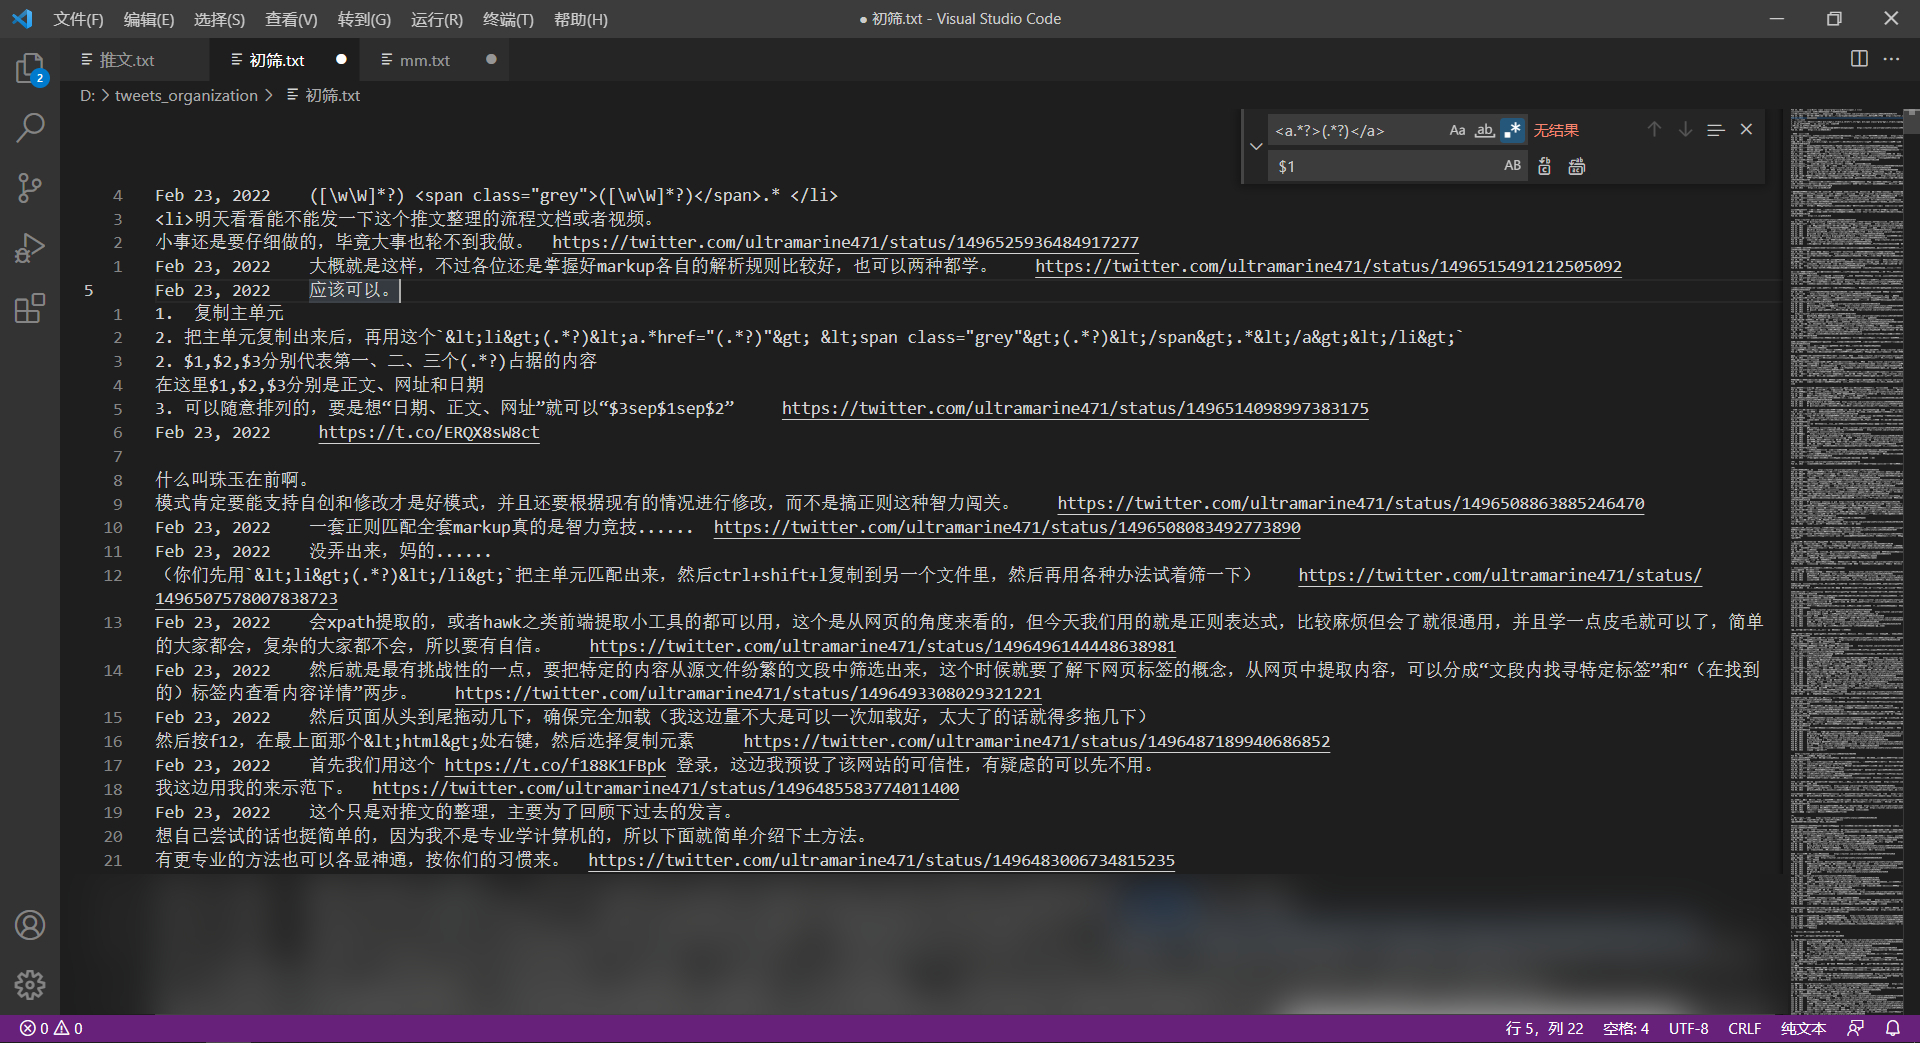 文件(F) 编辑(E) 选择(S) 查看(V) 转到(G) 运行(R) 终端(T) 帮助(H) ● 初筛.txt - Visual Studio Code
推文.txt 初筛.txt mm.txt
2
D: > tweets_organization > 初筛.txt
<a.*?>(.*?)</a> Aa ab .* 无结果
$1 AB
4 Feb 23, 2022 ([\w\W]*?) <span class="grey">([\w\W]*?)</span>.* </li>
3 <li>明天看看能不能发一下这个推文整理的流程文档或者视频。
2 小事还是要仔细做的，毕竟大事也轮不到我做。 https://twitter.com/ultramarine471/status/1496525936484917277
1 Feb 23, 2022 大概就是这样，不过各位还是掌握好markup各自的解析规则比较好，也可以两种都学。 https://twitter.com/ultramarine471/status/1496515491212505092
5 Feb 23, 2022 应该可以。
1 1. 复制主单元
2 2. 把主单元复制出来后，再用这个`&lt;li&gt;(.*?)&lt;a.*href="(.*?)"&gt; &lt;span class="grey"&gt;(.*?)&lt;/span&gt;.*&lt;/a&gt;&lt;/li&gt;`
3 2. $1,$2,$3分别代表第一、二、三个(.*?)占据的内容
4 在这里$1,$2,$3分别是正文、网址和日期
5 3. 可以随意排列的，要是想“日期、正文、网址”就可以“$3sep$1sep$2” https://twitter.com/ultramarine471/status/1496514098997383175
6 Feb 23, 2022 https://t.co/ERQX8sW8ct
7
8 什么叫珠玉在前啊。
9 模式肯定要能支持自创和修改才是好模式，并且还要根据现有的情况进行修改，而不是搞正则这种智力闯关。 https://twitter.com/ultramarine471/status/1496508863885246470
10 Feb 23, 2022 一套正则匹配全套markup真的是智力竞技...... https://twitter.com/ultramarine471/status/1496508083492773890
11 Feb 23, 2022 没弄出来，妈的......
12 （你们先用`&lt;li&gt;(.*?)&lt;/li&gt;`把主单元匹配出来，然后ctrl+shift+l复制到另一个文件里，然后再用各种办法试着筛一下） https://twitter.com/ultramarine471/status/
1496507578007838723
13 Feb 23, 2022 会xpath提取的，或者hawk之类前端提取小工具的都可以用，这个是从网页的角度来看的，但今天我们用的就是正则表达式，比较麻烦但会了就很通用，并且学一点皮毛就可以了，简单
的大家都会，复杂的大家都不会，所以要有自信。 https://twitter.com/ultramarine471/status/1496496144448638981
14 Feb 23, 2022 然后就是最有挑战性的一点，要把特定的内容从源文件纷繁的文段中筛选出来，这个时候就要了解下网页标签的概念，从网页中提取内容，可以分成“文段内找寻特定标签”和“（在找到
的）标签内查看内容详情”两步。 https://twitter.com/ultramarine471/status/1496493308029321221
15 Feb 23, 2022 然后页面从头到尾拖动几下，确保完全加载（我这边量不大是可以一次加载好，太大了的话就得多拖几下）
16 然后按f12，在最上面那个&lt;html&gt;处右键，然后选择复制元素 https://twitter.com/ultramarine471/status/1496487189940686852
17 Feb 23, 2022 首先我们用这个 https://t.co/f188K1FBpk 登录，这边我预设了该网站的可信性，有疑虑的可以先不用。
18 我这边用我的来示范下。 https://twitter.com/ultramarine471/status/1496485583774011400
19 Feb 23, 2022 这个只是对推文的整理，主要为了回顾下过去的发言。
20 想自己尝试的话也挺简单的，因为我不是专业学计算机的，所以下面就简单介绍下土方法。
21 有更专业的方法也可以各显神通，按你们的习惯来。 https://twitter.com/ultramarine471/status/1496483006734815235
0 0 行 5，列 22 空格: 4 UTF-8 CRLF 纯文本